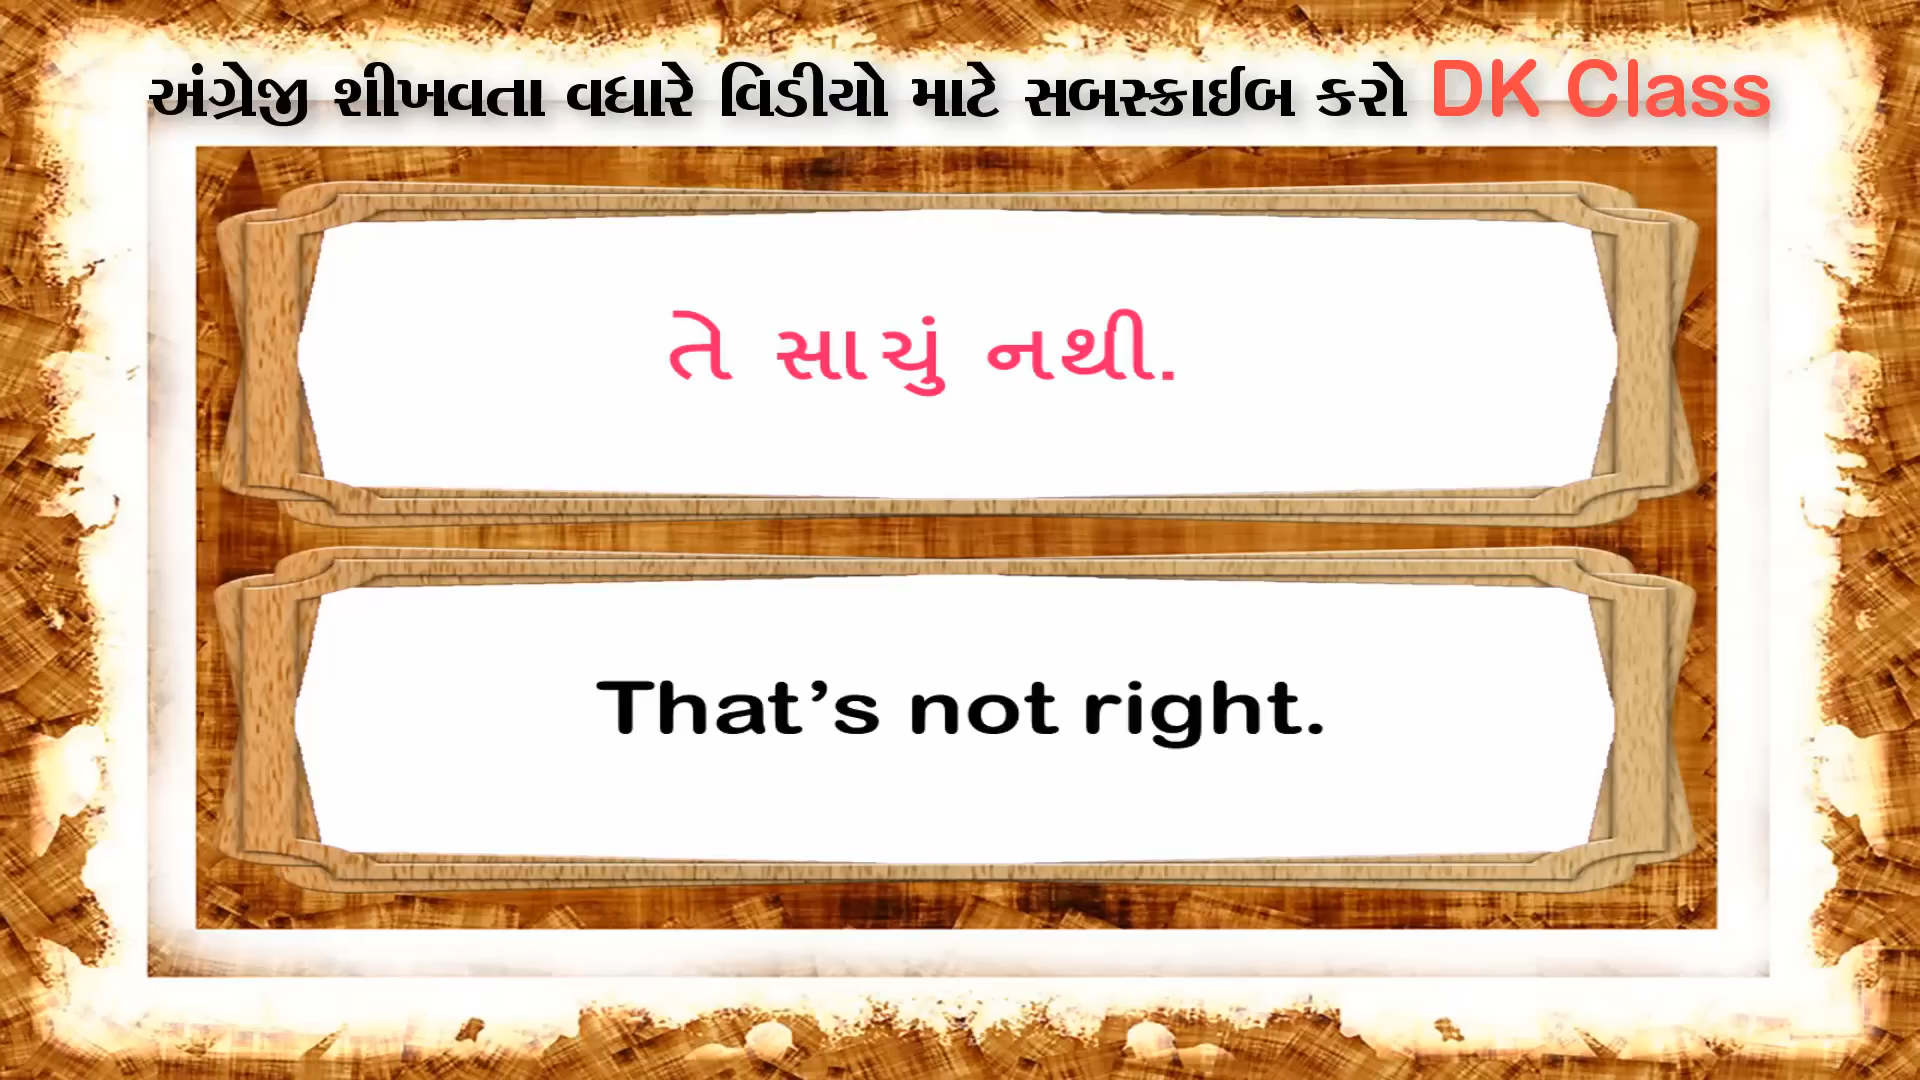 અંગ્રેજી શીખવતા વધારે વિડીયો માટે સબસ્ક્રાઈબ કરો DK Class
તે સાચું નથી.
That’s not right.